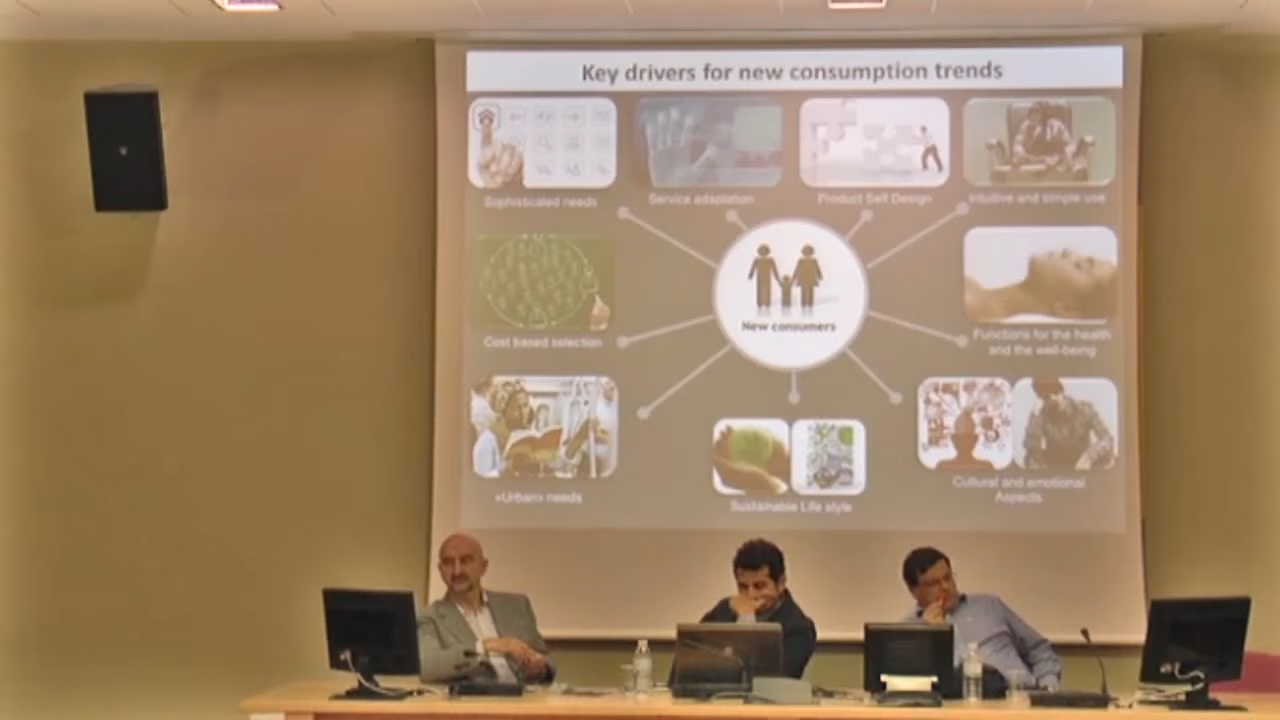 Key drivers for new consumption trends
Sophisticated needs
Service adaptation
Product Self Design
Intuitive and simple use
New consumers
Cost based selection
Functions for the health
and the well-being
«Urban» needs
Sustainable Life style
Cultural and emotional
Aspects